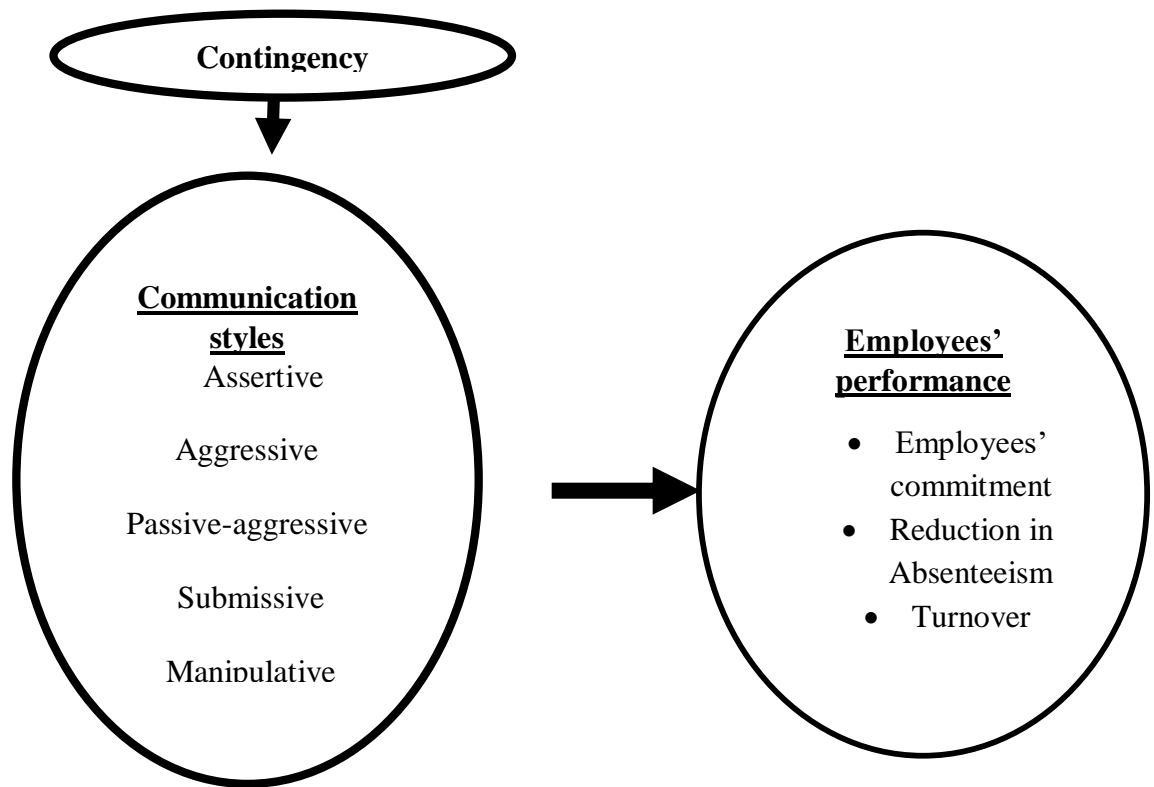 Contingency
Communication
styles
Assertive
Aggressive
Passive-aggressive
Submissive
Manipulative
Employees’
performance
• Employees’
commitment
• Reduction in
Absenteeism
• Turnover